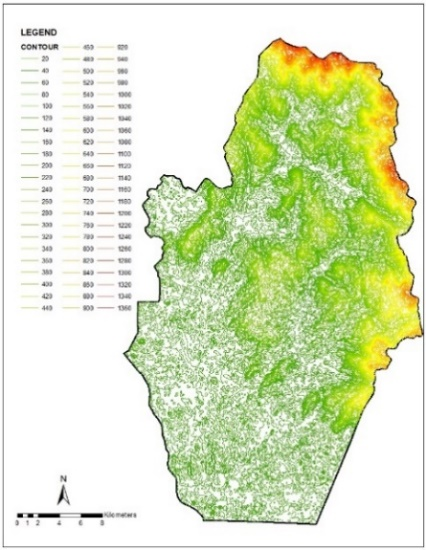 LEGEND
CONTOUR 460 920
20 480 940
40 500 960
60 520 980
80 540 1000
100 560 1020
120 580 1040
140 600 1060
160 620 1080
180 640 1100
200 660 1120
220 680 1140
240 700 1160
260 720 1180
280 740 1200
300 760 1220
320 780 1240
340 800 1260
360 820 1280
380 840 1300
400 860 1320
420 880 1340
440 900 1360
N
Kilometers
0 1 2 4 6 8